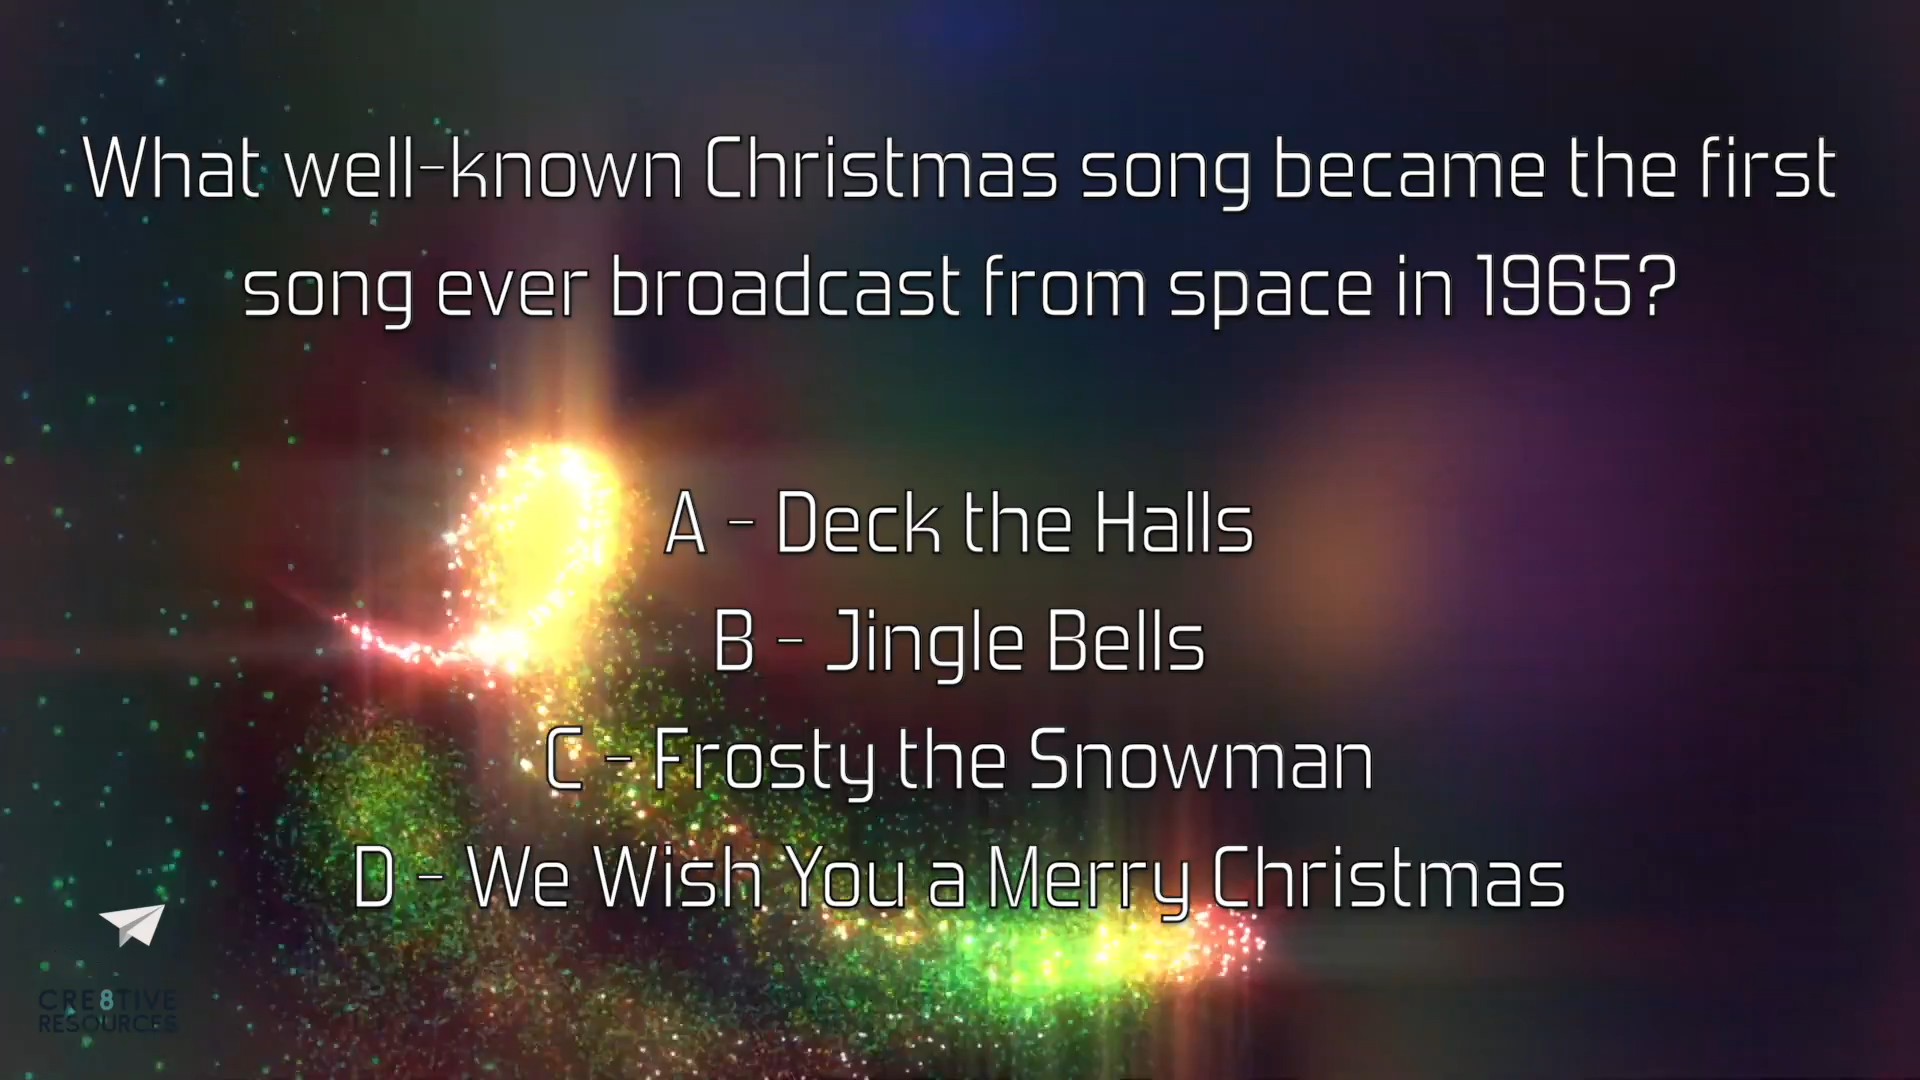 What well-known Christmas song became the first
song ever broadcast from space in 1965?
A - Deck the Halls
B - Jingle Bells
C - Frosty the Snowman
D - We Wish You a Merry Christmas
CRE8TIVE
RESOURCES